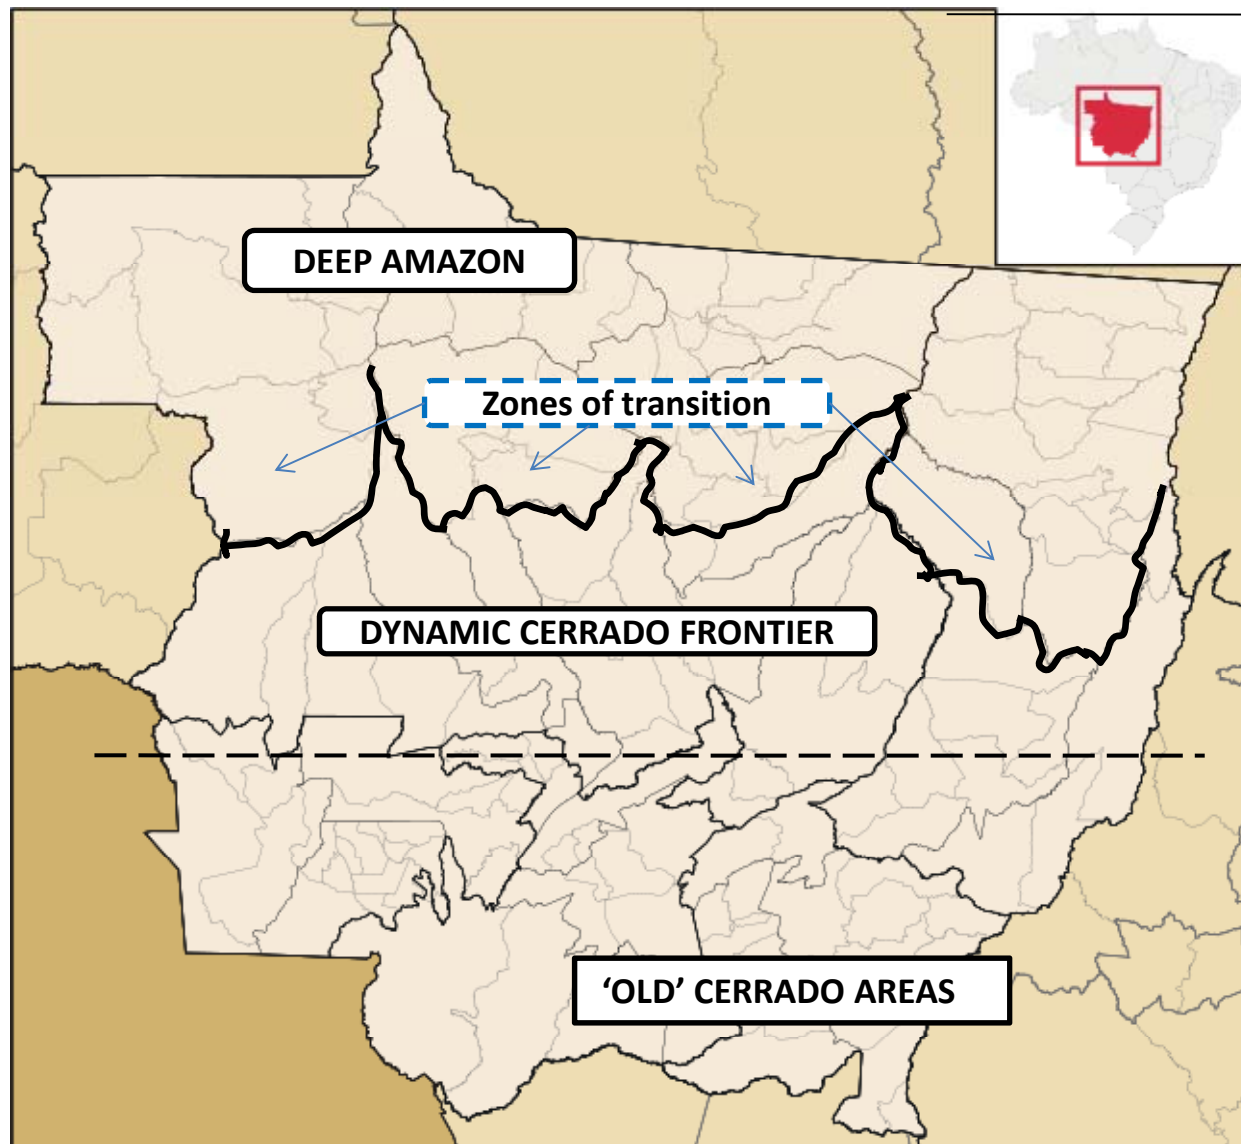 DEEP AMAZON
Zones of transition
DYNAMIC CERRADO FRONTIER
‘OLD’ CERRADO AREAS